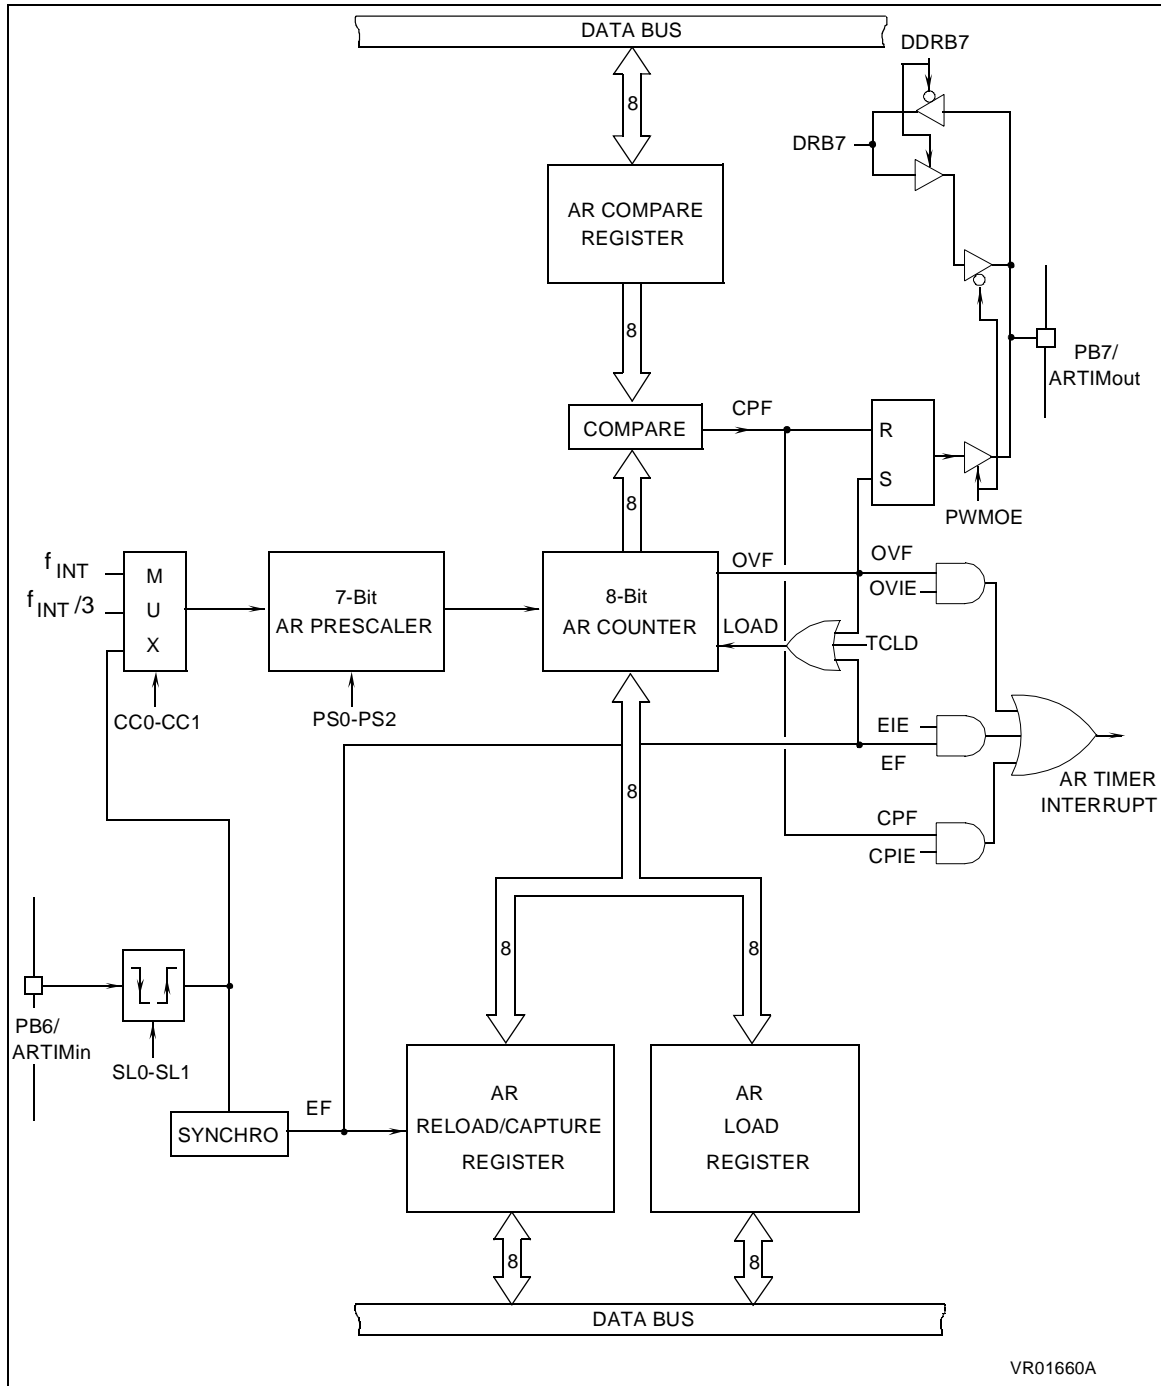 DATA BUS
DDRB7
8
DRB7
AR COMPARE
REGISTER
8
PB7/
ARTIMout
CPF
COMPARE
R
S
8
PWMOE
f INT
f INT /3
M
U
X
7-Bit
AR PRESCALER
8-Bit
AR COUNTER
OVF
OVF
OVIE
LOAD
TCLD
CC0-CC1
PS0-PS2
EIE
EF
AR TIMER
INTERRUPT
8
CPF
CPIE
8
8
PB6/
ARTIMin
SL0-SL1
SYNCHRO
EF
AR
RELOAD/CAPTURE
REGISTER
AR
LOAD
REGISTER
8
8
DATA BUS
VR01660A